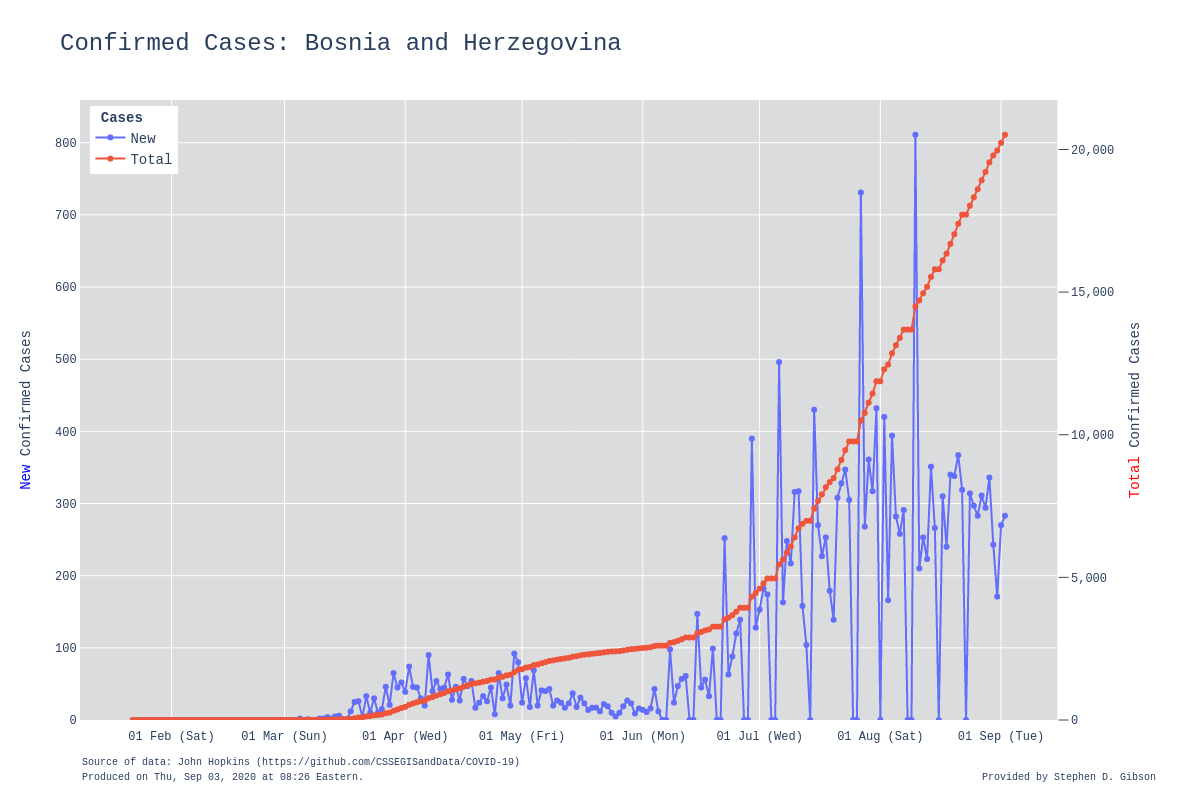 Confirmed Cases: Bosnia and Herzegovina
Cases
New
Total
800
700
600
500
400
300
200
100
0
20,000
15,000
10,000
5,000
0
New Confirmed Cases
Total Confirmed Cases
01 Feb (Sat) 01 Mar (Sun) 01 Apr (Wed) 01 May (Fri) 01 Jun (Mon) 01 Jul (Wed) 01 Aug (Sat) 01 Sep (Tue)
Source of data: John Hopkins (https://github.com/CSSEGISandData/COVID-19)
Produced on Thu, Sep 03, 2020 at 08:26 Eastern.
Provided by Stephen D. Gibson